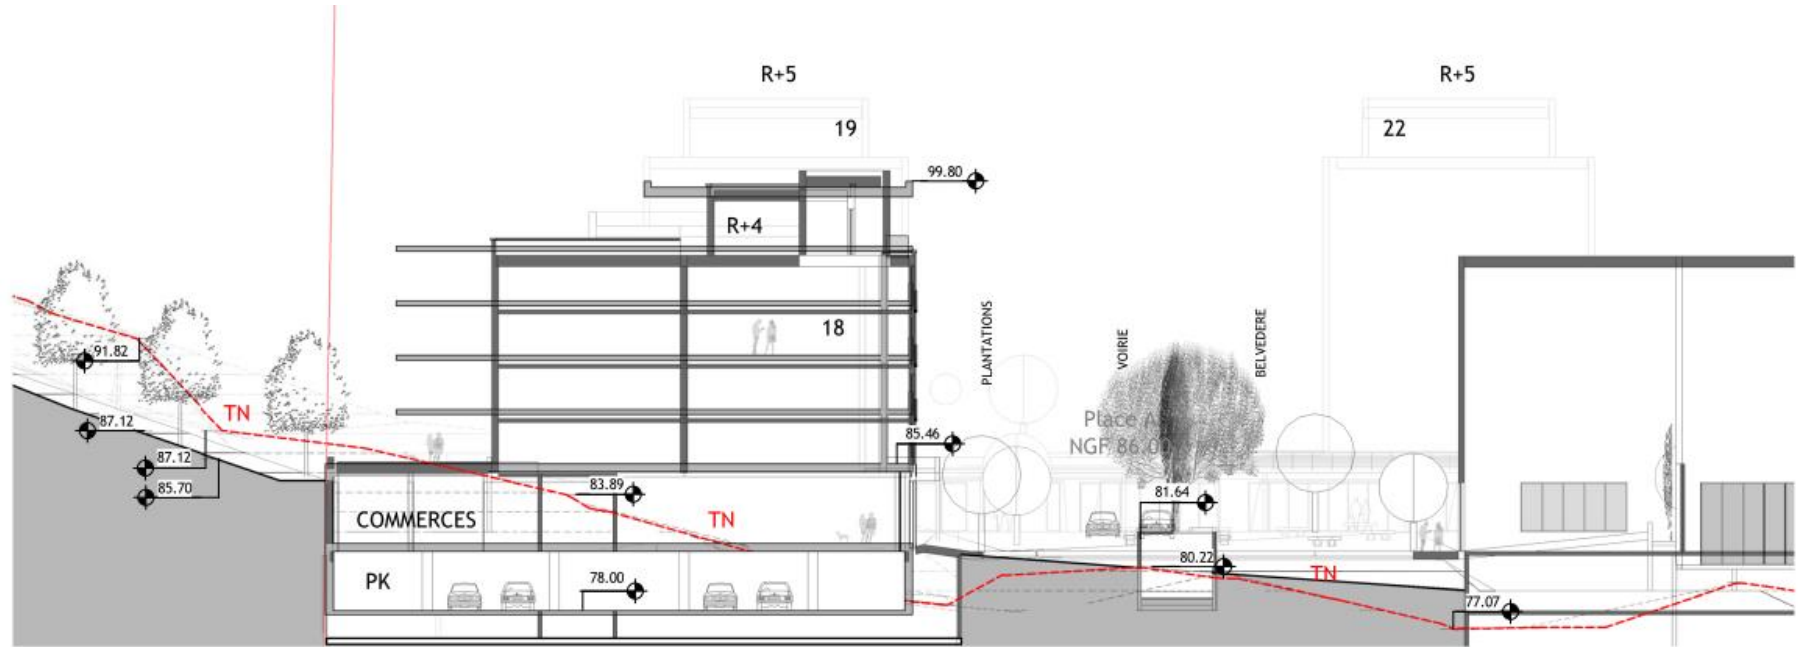 R+5
R+5
19
22
99.80
R+4
PLANTATIONS
VOIRIE
BELVEDERE
18
91.82
TN
87.12
Place A
NGF 86.00
85.46
87.12
85.70
83.89
81.64
COMMERCES
TN
80.22
TN
PK
78.00
77.07